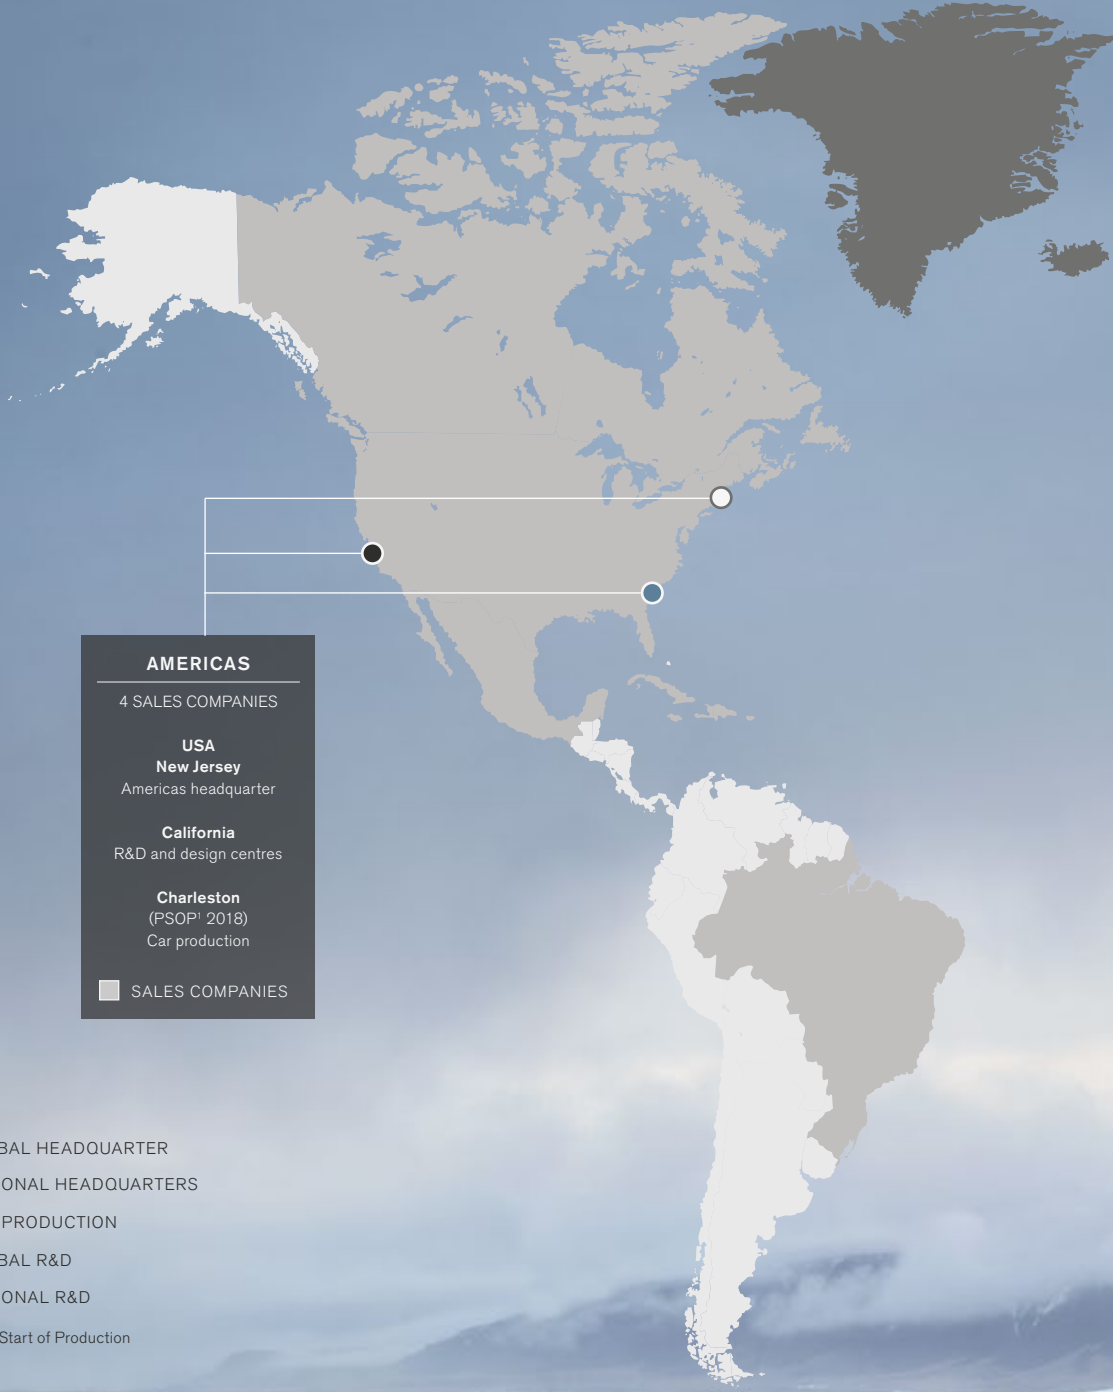 AMERICAS
4 SALES COMPANIES
USA
New Jersey
Americas headquarter
California
R&D and design centres
Charleston
(PSOP¹ 2018)
Car production
SALES COMPANIES
BAL HEADQUARTER
ONAL HEADQUARTERS
PRODUCTION
BAL R&D
ONAL R&D
Start of Production